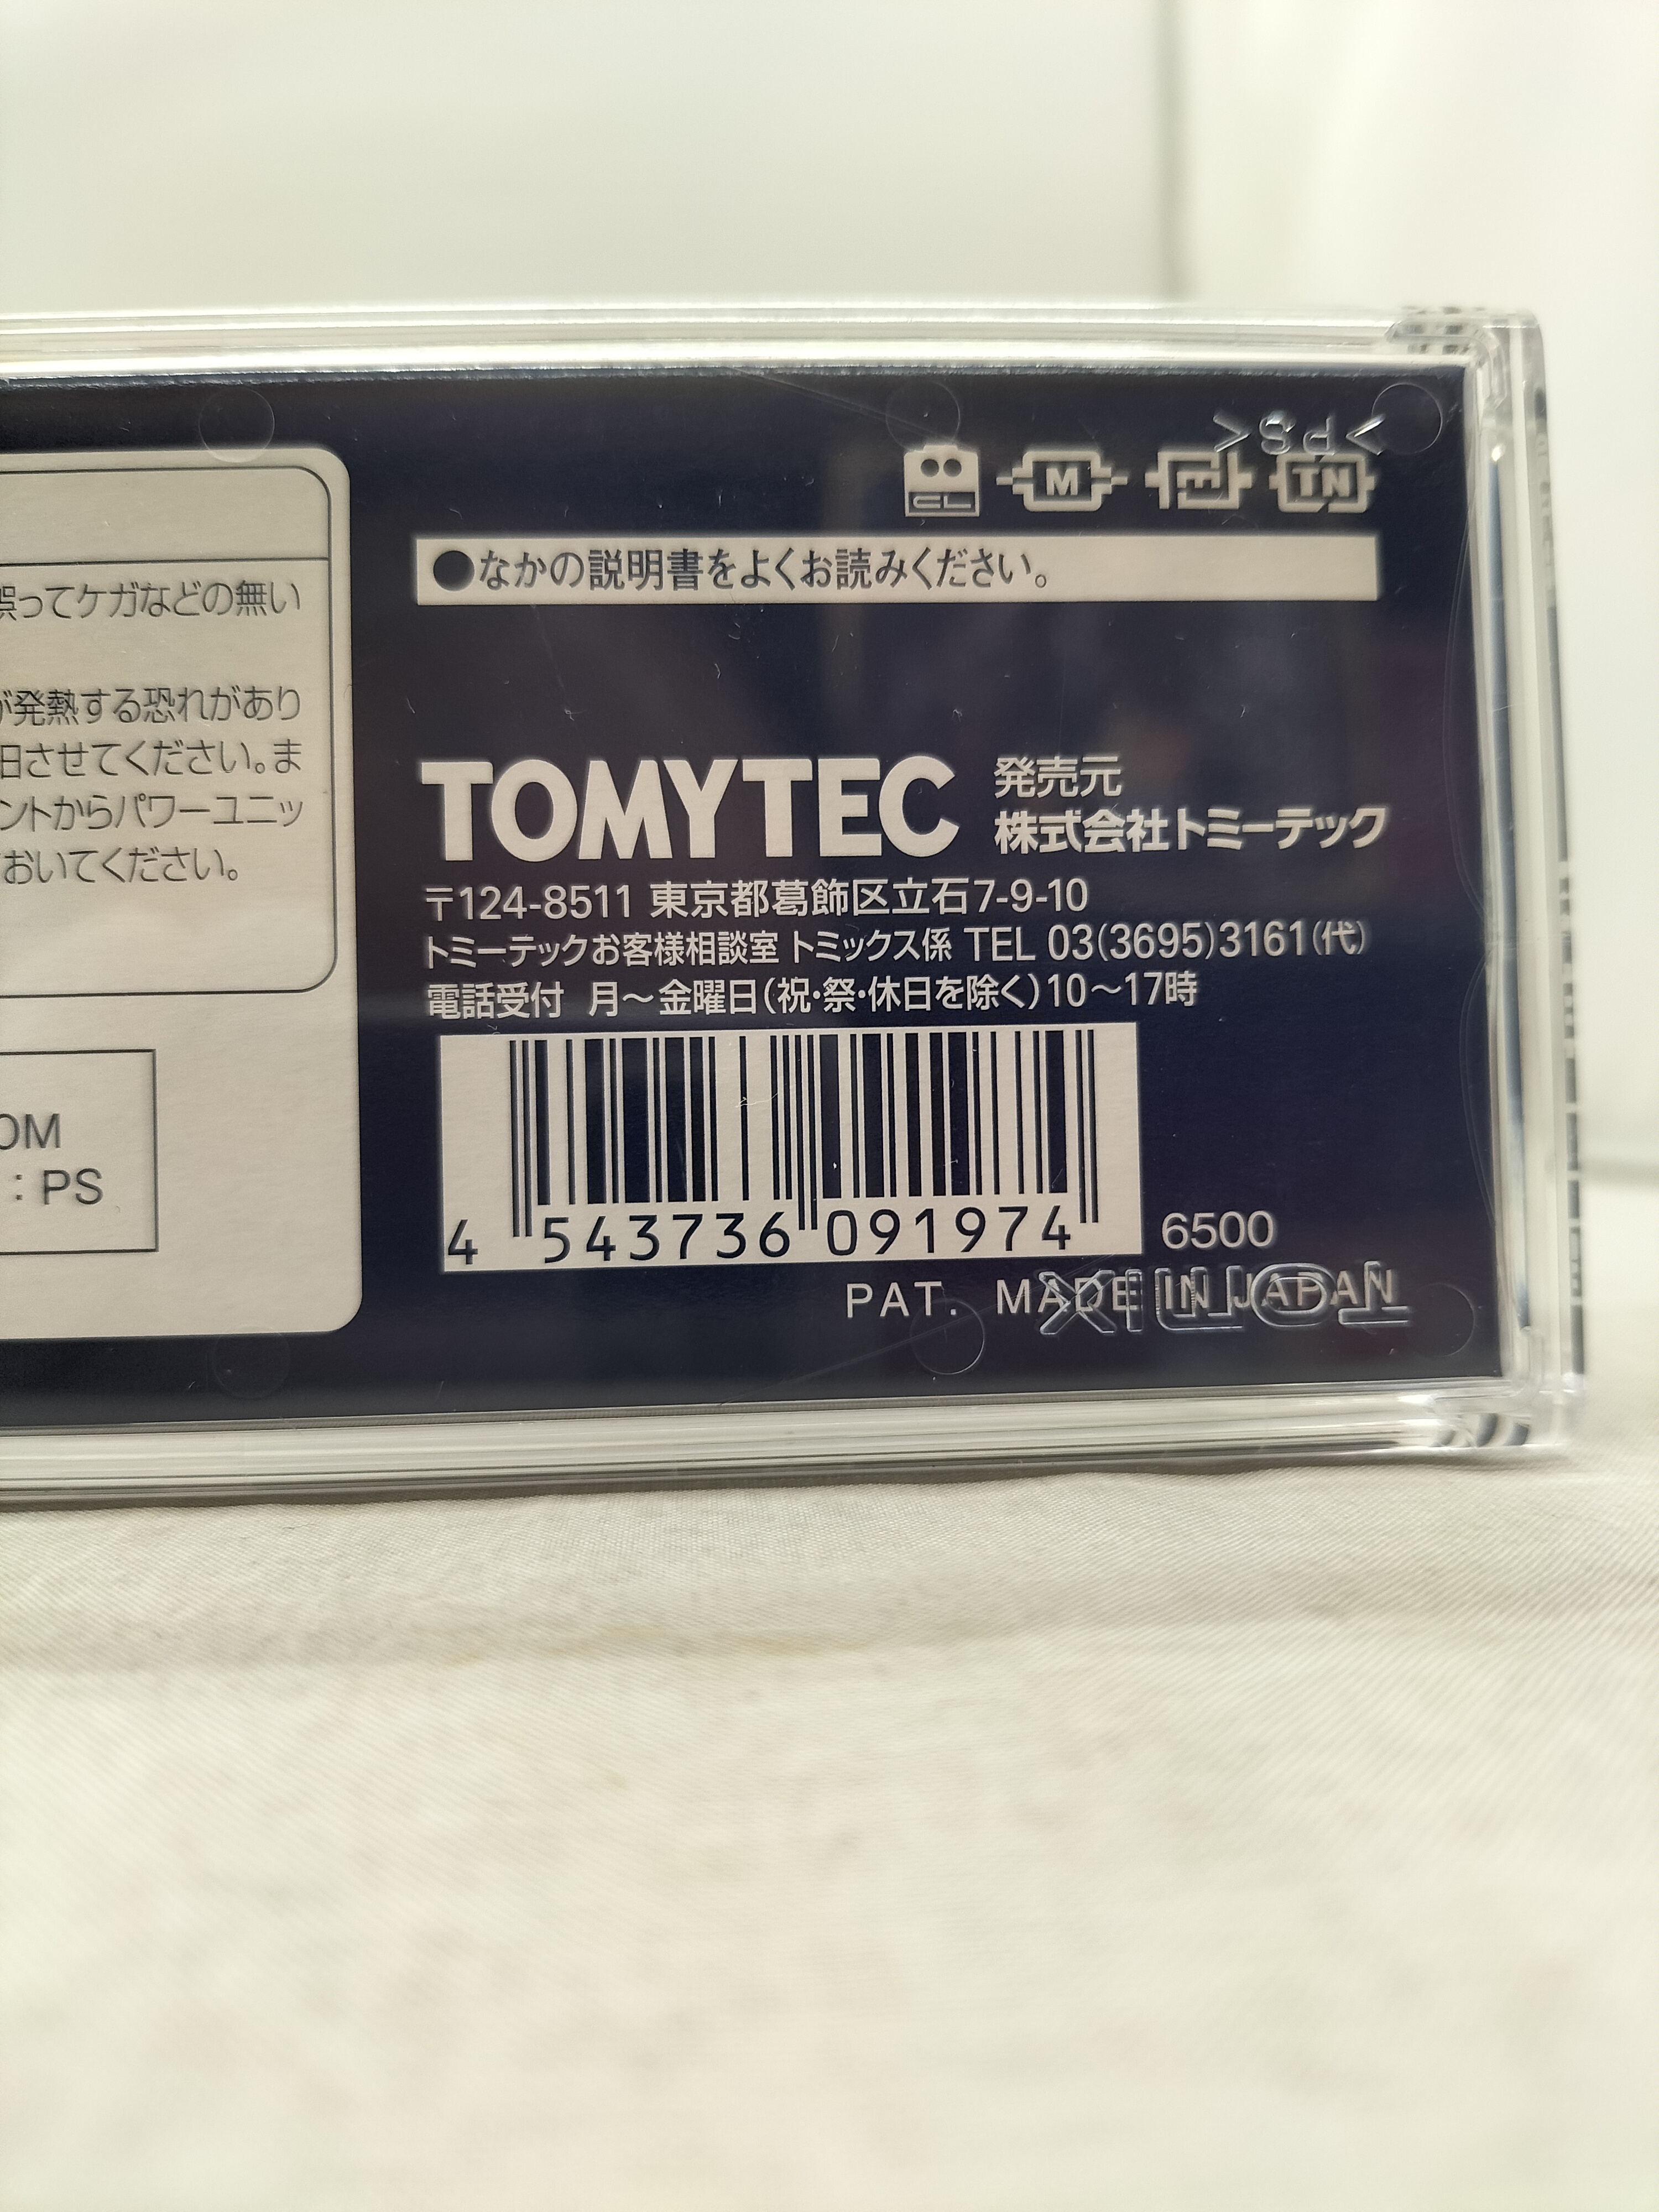 >PS<
CL M TN
●なかの説明書をよくお読みください。
誤ってケガなどの無い
が発熱する恐れがあり
旧させてください。ま
ントからパワーユニッ
おいてください。
OM
: PS
TOMYTEC 発売元
株式会社トミーテック
〒124-8511 東京都葛飾区立石7-9-10
トミーテックお客様相談室 トミックス係 TEL 03(3695)3161(代)
電話受付 月～金曜日(祝・祭・休日を除く)10～17時
4 543736 091974
6500
PAT. MADE IN JAPAN
TOMIX